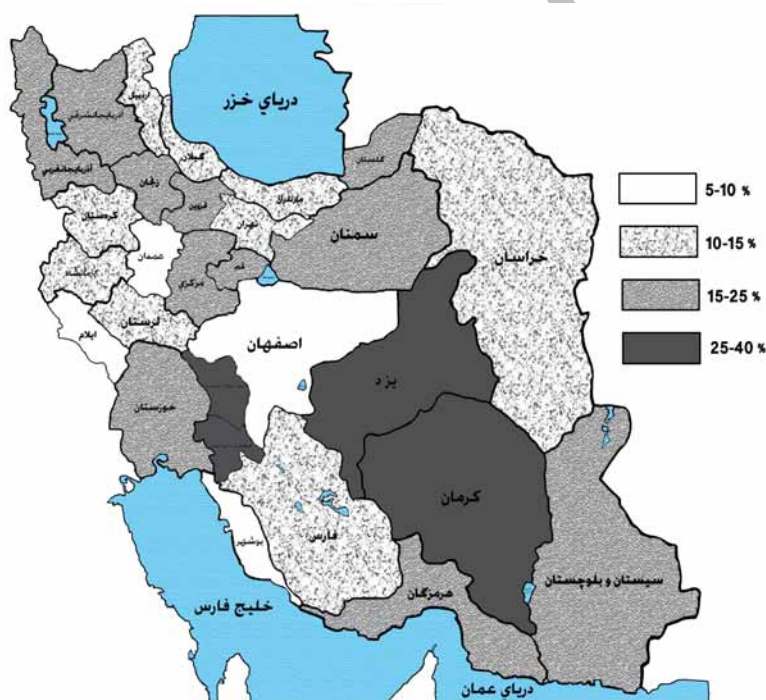 دریای خزر
اردبیل
آذربایجانشرقی
گیلان
گلستان
آذربایجانغربی
زنجان
مازندران
قزوین
کردستان
تهران
سمنان
خراسان
همدان
قم
مرکزی
لرستان
ایلام
اصفهان
یزد
خوزستان
کرمان
فارس
بوشهر
سیستان و بلوچستان
هرمزگان
خلیج فارس
دریای عمان
5-10 %
10-15 %
15-25 %
25-40 %